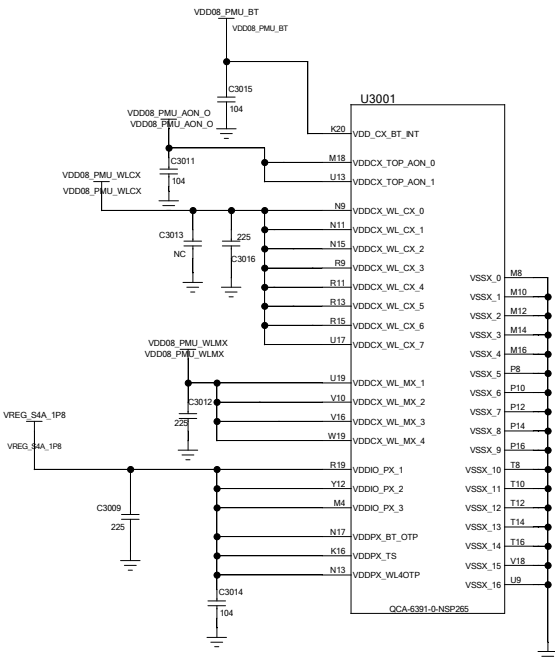 VDD08_PMU_BT
VDD08_PMU_BT
C3015
104
U3001
VDD08_PMU_AON_O
VDD08_PMU_AON_O
C3011
104
K20 VDD_CX_BT_INT
M18 VDDCX_TOP_AON_0
U13 VDDCX_TOP_AON_1
VDD08_PMU_WLCX
VDD08_PMU_WLCX
N9 VDDCX_WL_CX_0
N11 VDDCX_WL_CX_1
C3013
NC
225
C3016
N15 VDDCX_WL_CX_2
R9 VDDCX_WL_CX_3
R11 VDDCX_WL_CX_4
R13 VDDCX_WL_CX_5
R15 VDDCX_WL_CX_6
U17 VDDCX_WL_CX_7
VSSX_0 M8
VSSX_1 M10
VSSX_2 M12
VSSX_3 M14
VSSX_4 M16
VSSX_5 P8
VSSX_6 P10
VSSX_7 P12
VSSX_8 P14
VSSX_9 P16
VSSX_10 T8
VSSX_11 T10
VSSX_12 T12
VSSX_13 T14
VSSX_14 T16
VSSX_15 V18
VSSX_16 U9
VDD08_PMU_WLMX
VDD08_PMU_WLMX
U19 VDDCX_WL_MX_1
V10 VDDCX_WL_MX_2
C3012
225
V16 VDDCX_WL_MX_3
W19 VDDCX_WL_MX_4
VREG_S4A_1P8
VREG_S4A_1P8
R19 VDDIO_PX_1
Y12 VDDIO_PX_2
M4 VDDIO_PX_3
C3009
225
N17 VDDPX_BT_OTP
K16 VDDPX_TS
N13 VDDPX_WL4OTP
C3014
104
QCA-6391-0-NSP265